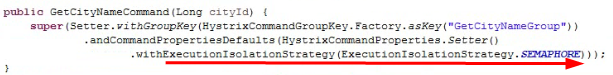 public GetCityNameCommand(Long cityId) {
super(Setter.withGroupKey(HystrixCommandGroupKey.Factory.asKey("GetCityNameGroup"))
.andCommandPropertiesDefaults(HystrixCommandProperties.Setter()
.withExecutionIsolationStrategy(ExecutionIsolationStrategy.SEMAPHORE)));
}